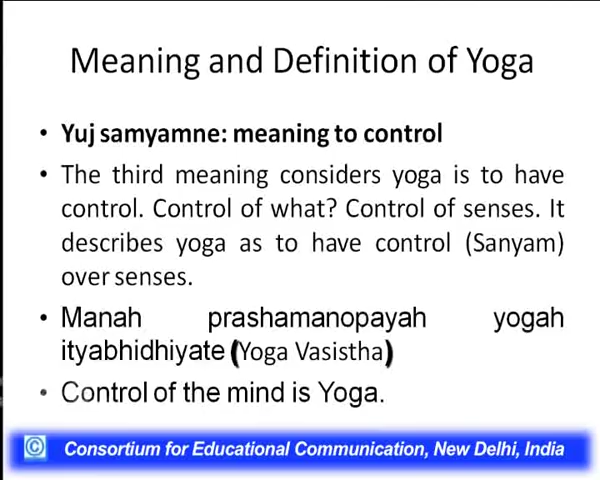 Meaning and Definition of Yoga
• Yuj samyamne: meaning to control
• The third meaning considers yoga is to have
control. Control of what? Control of senses. It
describes yoga as to have control (Sanyam)
over senses.
• Manah prashamanopayah yogah
ityabhidhiyate (Yoga Vasistha)
• Control of the mind is Yoga.
© Consortium for Educational Communication, New Delhi, India